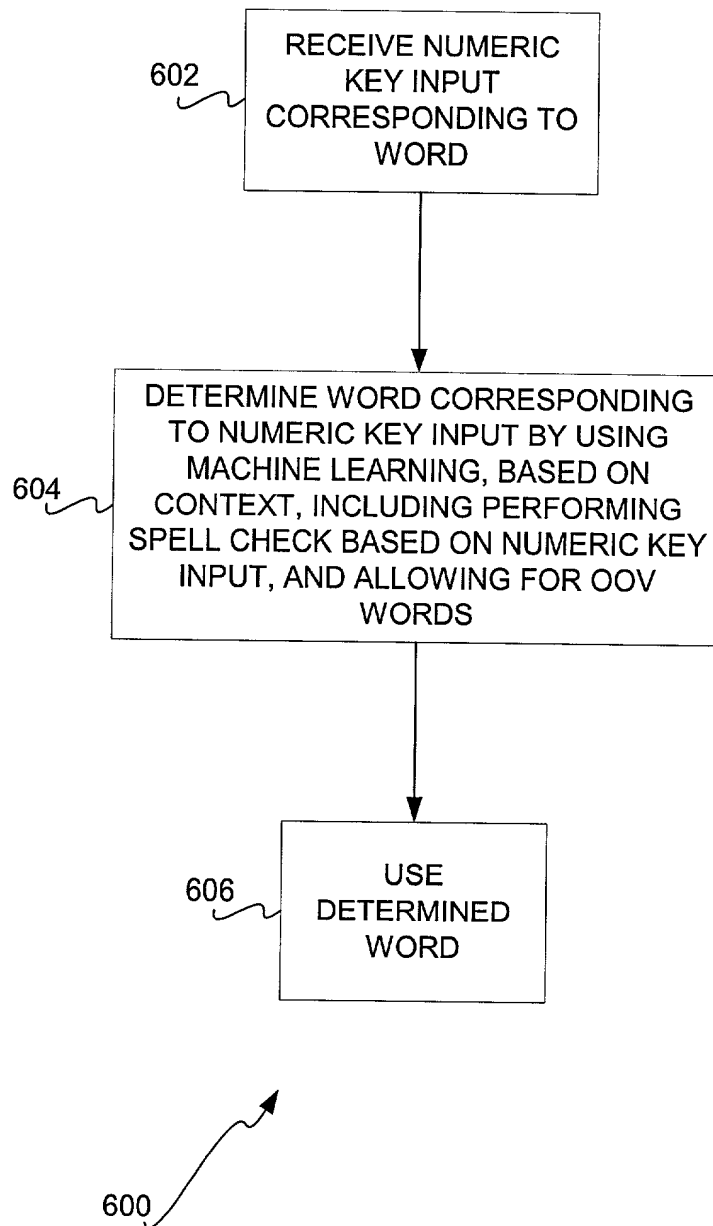 RECEIVE NUMERIC
KEY INPUT
CORRESPONDING TO
WORD
602
DETERMINE WORD CORRESPONDING
TO NUMERIC KEY INPUT BY USING
MACHINE LEARNING, BASED ON
CONTEXT, INCLUDING PERFORMING
SPELL CHECK BASED ON NUMERIC KEY
INPUT, AND ALLOWING FOR OOV
WORDS
604
USE
DETERMINED
WORD
606
600